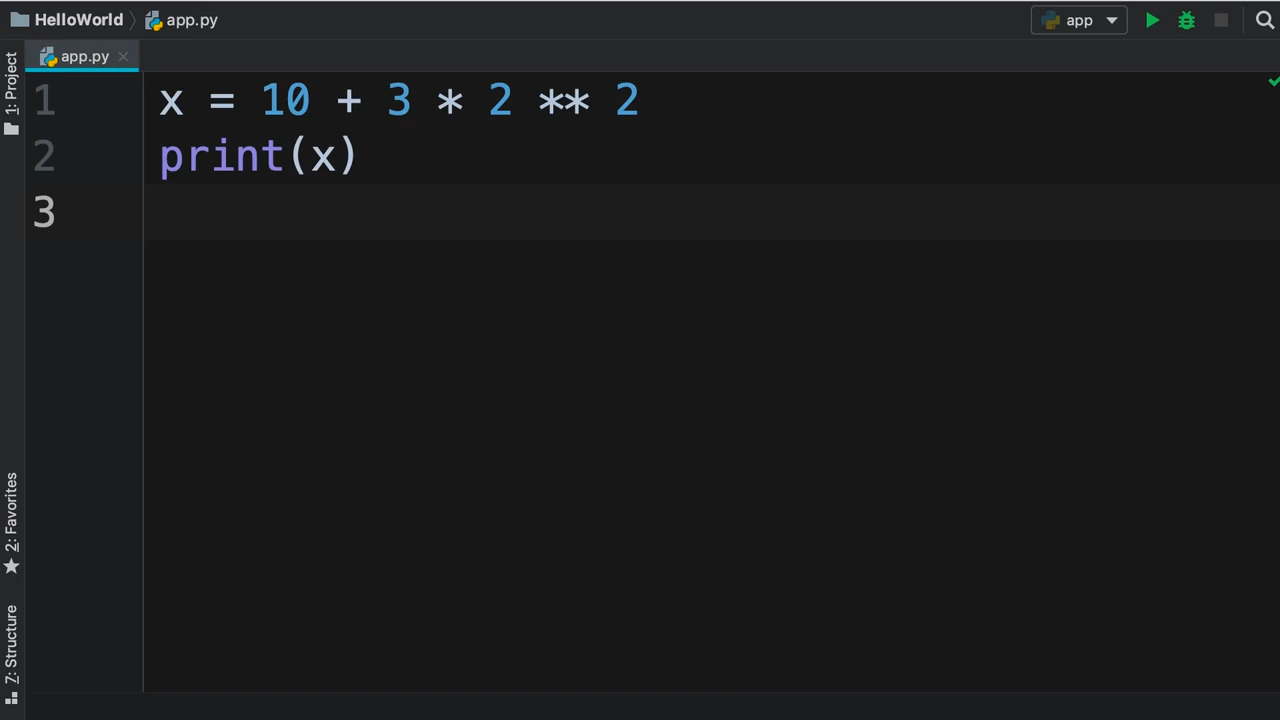 HelloWorld app.py app
app.py
1: Project
1 x = 10 + 3 * 2 ** 2
2 print(x)
3
2: Favorites
7: Structure